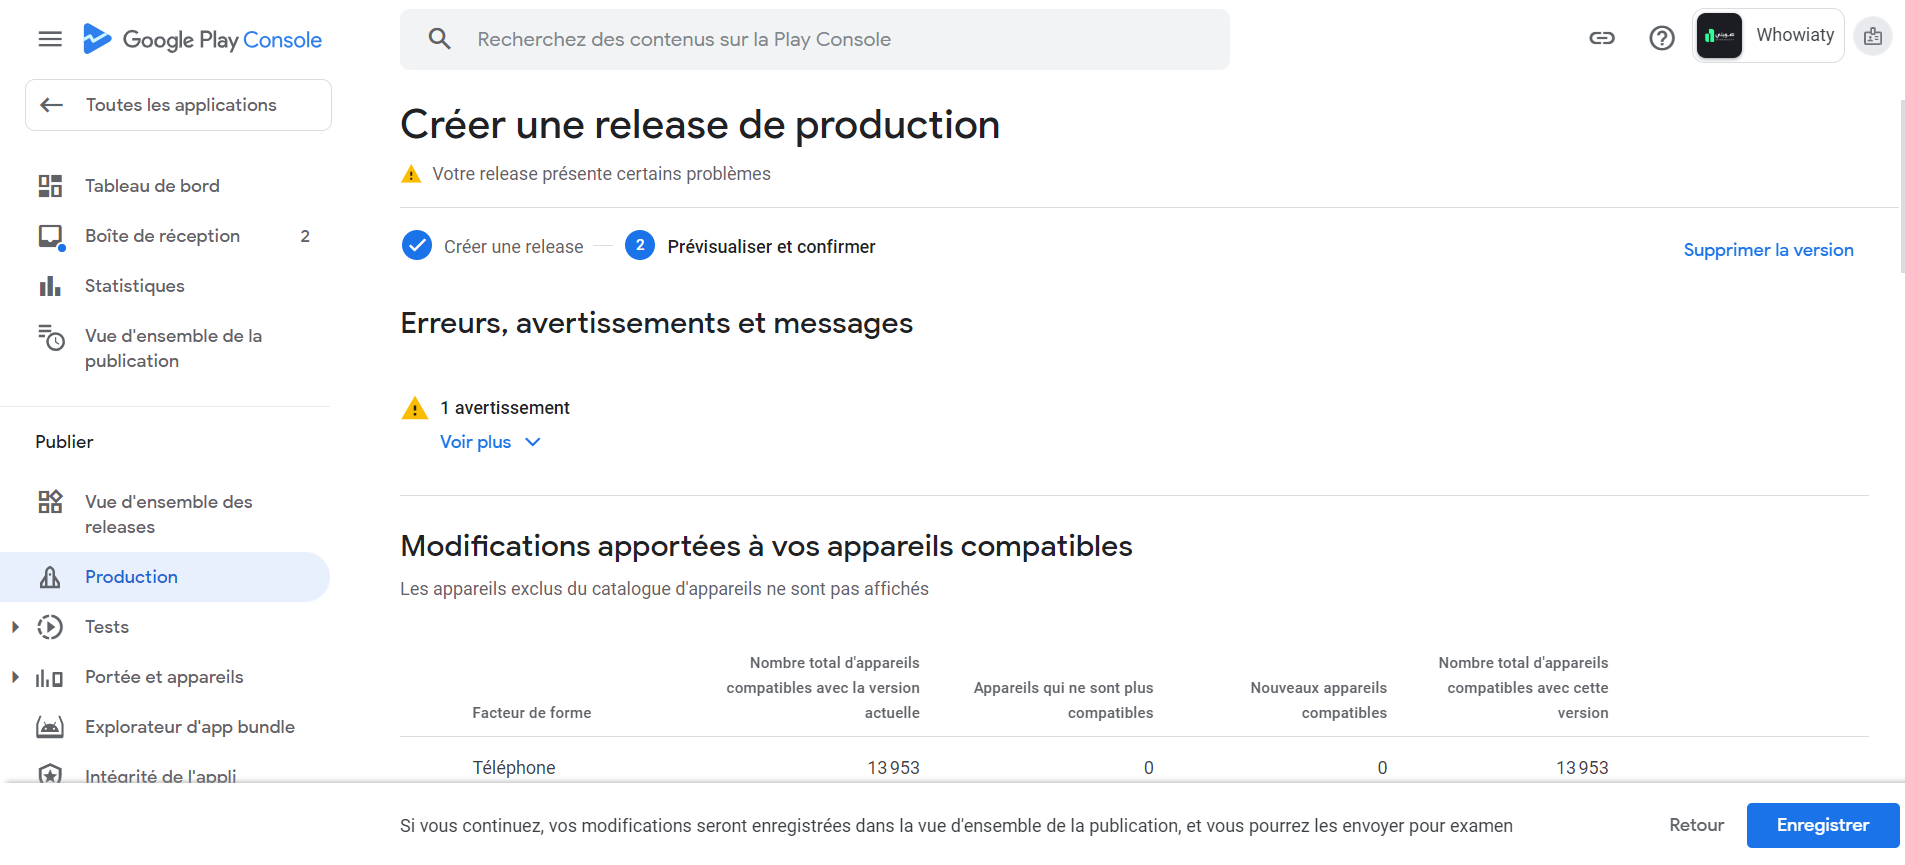 Google Play Console
Recherchez des contenus sur la Play Console
Whowiaty
Toutes les applications
Tableau de bord
Boîte de réception 2
Statistiques
Vue d'ensemble de la
publication
Publier
Vue d'ensemble des
releases
Production
Tests
Portée et appareils
Explorateur d'app bundle
Intégrité de l'appli
Créer une release de production
Votre release présente certains problèmes
Créer une release
2 Prévisualiser et confirmer
Supprimer la version
Erreurs, avertissements et messages
1 avertissement
Voir plus
Modifications apportées à vos appareils compatibles
Les appareils exclus du catalogue d'appareils ne sont pas affichés
Facteur de forme
Nombre total d'appareils
compatibles avec la version
actuelle
Appareils qui ne sont plus
compatibles
Nouveaux appareils
compatibles
Nombre total d'appareils
compatibles avec cette
version
Téléphone 13 953 0 0 13 953
Si vous continuez, vos modifications seront enregistrées dans la vue d'ensemble de la publication, et vous pourrez les envoyer pour examen
Retour
Enregistrer